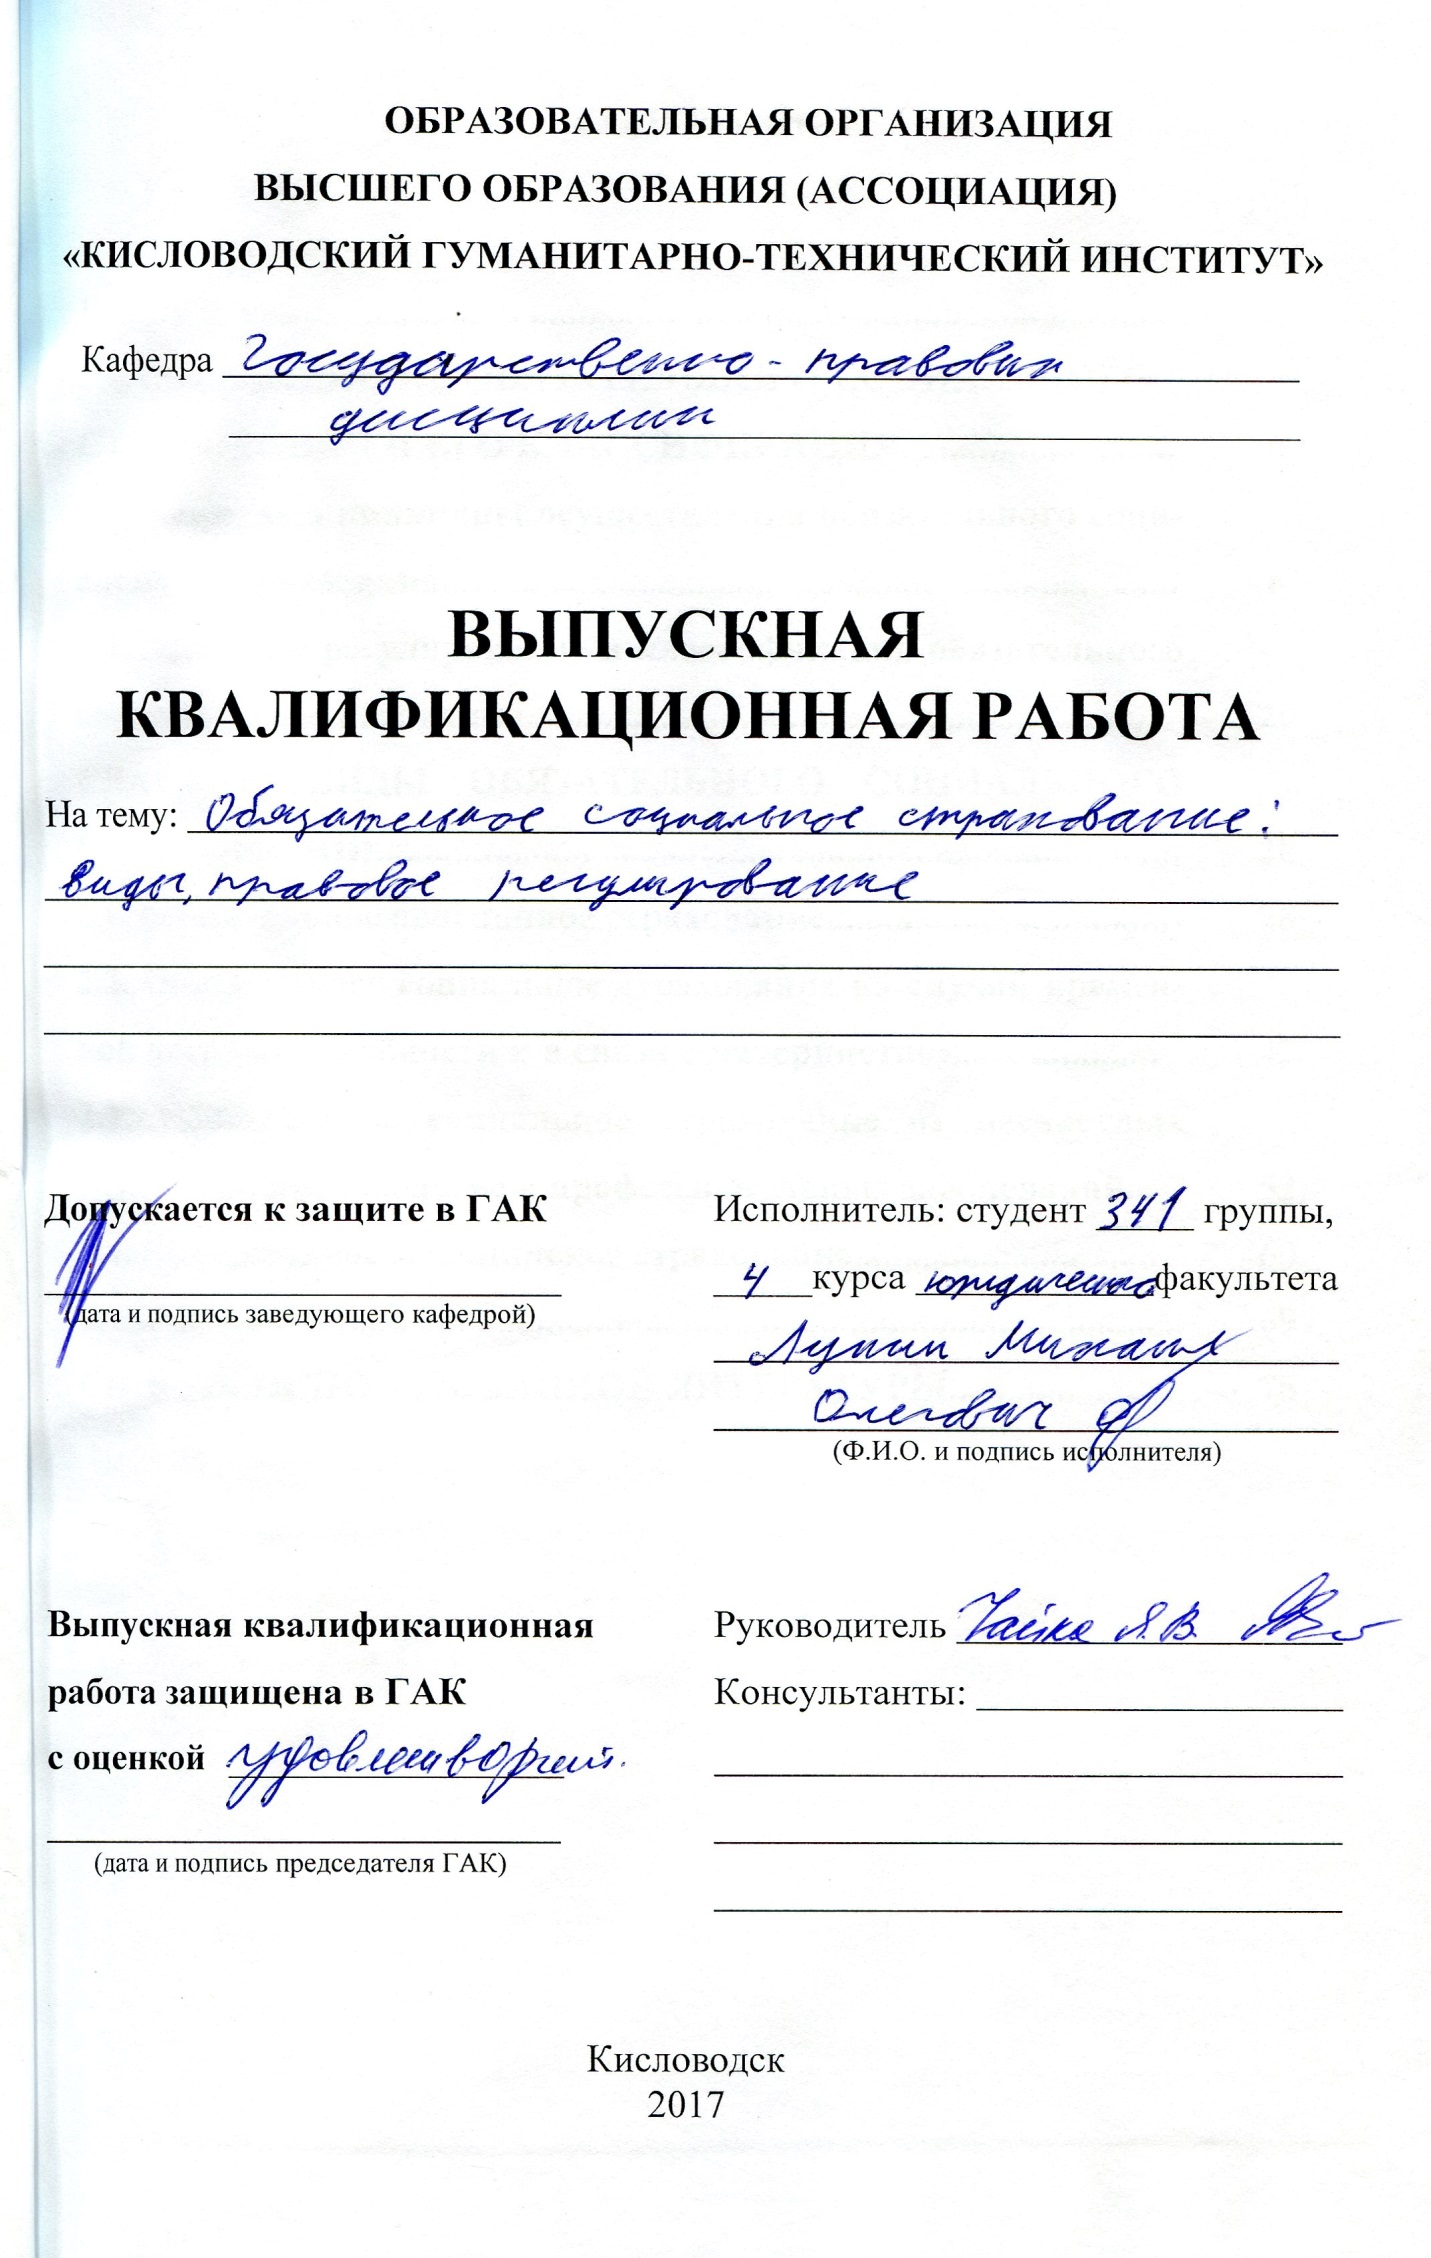 ОБРАЗОВАТЕЛЬНАЯ ОРГАНИЗАЦИЯ
ВЫСШЕГО ОБРАЗОВАНИЯ (АССОЦИАЦИЯ)
«КИСЛОВОДСКИЙ ГУМАНИТАРНО-ТЕХНИЧЕСКИЙ ИНСТИТУТ»
Кафедра Государственно-правовых
дисциплин
ВЫПУСКНАЯ
КВАЛИФИКАЦИОННАЯ РАБОТА
На тему: Обязательное социальное страхование:
виды, правовое регулирование
Допускается к защите в ГАК
(дата и подпись заведующего кафедрой)
Исполнитель: студент 341 группы,
4 курса юридического факультета
Лупин Михаил
Олегович
(Ф.И.О. и подпись исполнителя)
Выпускная квалификационная
работа защищена в ГАК
с оценкой
(дата и подпись председателя ГАК)
Руководитель Чайка Я.В.
Консультанты:
Кисловодск
2017